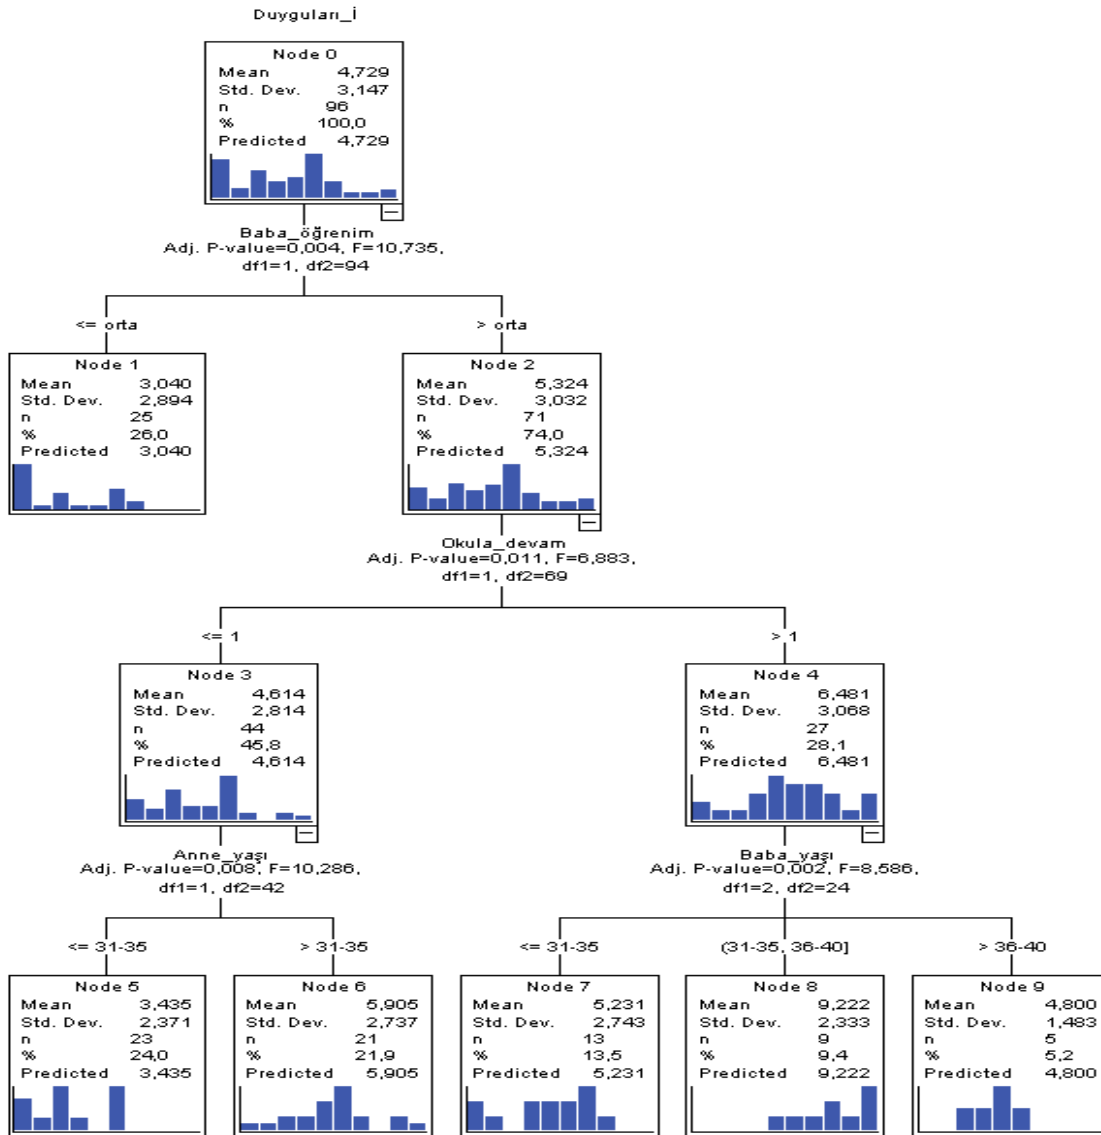 Duyguları_İ
Node 0
Mean 4,729
Std. Dev. 3,147
n 96
% 100,0
Predicted 4,729
Baba_öğrenim
Adj. P-value=0,004, F=10,735,
df1=1, df2=94
<= orta
> orta
Node 1
Mean 3,040
Std. Dev. 2,894
n 25
% 26,0
Predicted 3,040
Node 2
Mean 5,324
Std. Dev. 3,032
n 71
% 74,0
Predicted 5,324
Okula_devam
Adj. P-value=0,011, F=6,883,
df1=1, df2=69
<= 1
> 1
Node 3
Mean 4,614
Std. Dev. 2,814
n 44
% 45,8
Predicted 4,614
Node 4
Mean 6,481
Std. Dev. 3,068
n 27
% 28,1
Predicted 6,481
Anne_yaşı
Adj. P-value=0,008, F=10,286,
df1=1, df2=42
Baba_yaşı
Adj. P-value=0,002, F=8,586,
df1=2, df2=24
<= 31-35
> 31-35
<= 31-35
(31-35, 36-40]
> 36-40
Node 5
Mean 3,435
Std. Dev. 2,371
n 23
% 24,0
Predicted 3,435
Node 6
Mean 5,905
Std. Dev. 2,737
n 21
% 21,9
Predicted 5,905
Node 7
Mean 5,231
Std. Dev. 2,743
n 13
% 13,5
Predicted 5,231
Node 8
Mean 9,222
Std. Dev. 2,333
n 9
% 9,4
Predicted 9,222
Node 9
Mean 4,800
Std. Dev. 1,483
n 5
% 5,2
Predicted 4,800